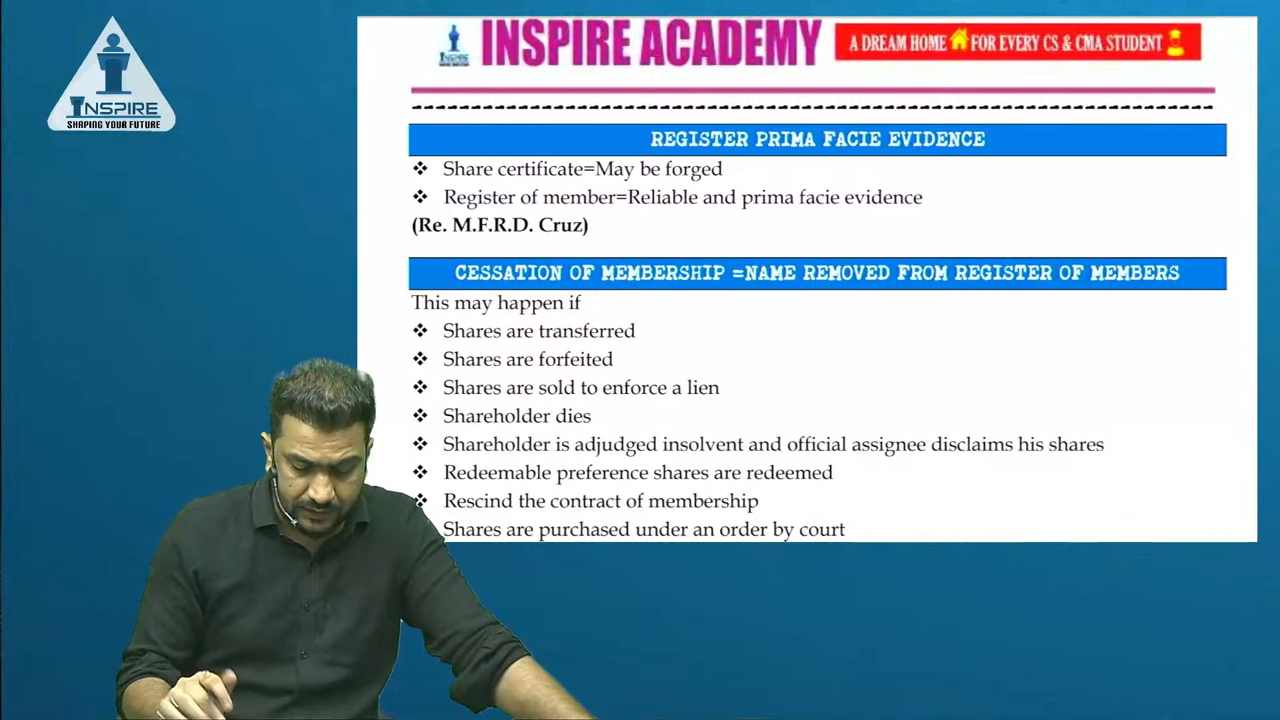 INSPIRE
SHAPING YOUR FUTURE
INSPIRE ACADEMY
A DREAM HOME FOR EVERY CS & CMA STUDENT
REGISTER PRIMA FACIE EVIDENCE
❖ Share certificate=May be forged
❖ Register of member=Reliable and prima facie evidence
(Re. M.F.R.D. Cruz)
CESSATION OF MEMBERSHIP =NAME REMOVED FROM REGISTER OF MEMBERS
This may happen if
❖ Shares are transferred
❖ Shares are forfeited
❖ Shares are sold to enforce a lien
❖ Shareholder dies
❖ Shareholder is adjudged insolvent and official assignee disclaims his shares
❖ Redeemable preference shares are redeemed
❖ Rescind the contract of membership
Shares are purchased under an order by court